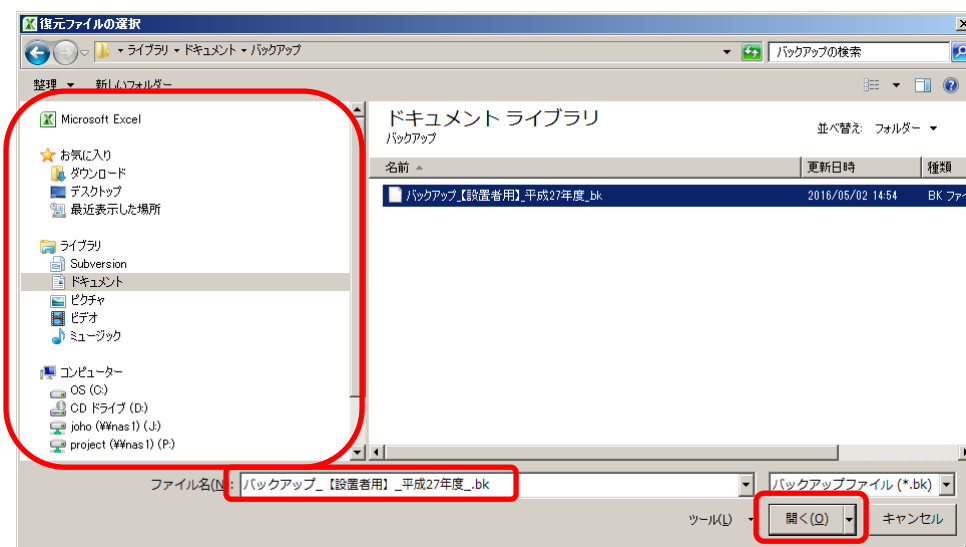 復元ファイルの選択
ライブラリ ドキュメント バックアップ
バックアップの検索
整理 新しいフォルダー
Microsoft Excel
お気に入り
ダウンロード
デスクトップ
最近表示した場所
ライブラリ
Subversion
ドキュメント
ピクチャ
ビデオ
ミュージック
コンピューター
OS (C:)
CD ドライブ (D:)
joho (¥¥nas1) (J:)
project (¥¥nas1) (P:)
ドキュメント ライブラリ
バックアップ
並べ替え: フォルダー
名前 更新日時 種類
バックアップ_【設置者用】_平成27年度_.bk 2016/05/02 14:54 BK ファ
ファイル名(N): バックアップ_【設置者用】_平成27年度_.bk
バックアップファイル (*.bk)
ツール(L) 開く(O) キャンセル